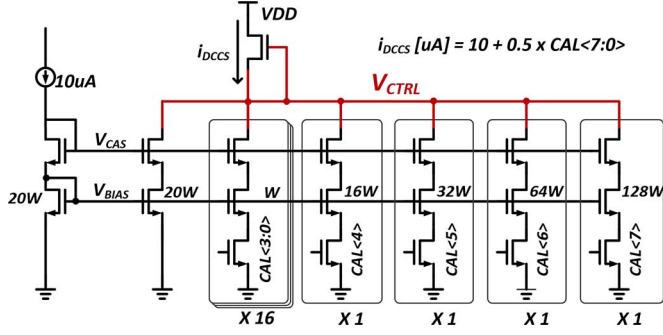 VDD
iDCCS
iDCCS [uA] = 10 + 0.5 x CAL<7:0>
10uA
VCTRL
VCAS
20W
VBIAS
20W
W
16W
32W
64W
128W
CAL<3:0>
CAL<4>
CAL<5>
CAL<6>
CAL<7>
X 16
X 1
X 1
X 1
X 1